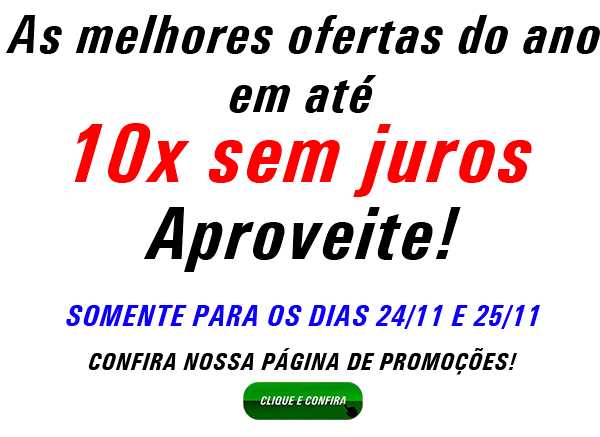 As melhores ofertas do ano
em até
10x sem juros
Aproveite!
SOMENTE PARA OS DIAS 24/11 E 25/11
CONFIRA NOSSA PÁGINA DE PROMOÇÕES!
CLIQUE E CONFIRA